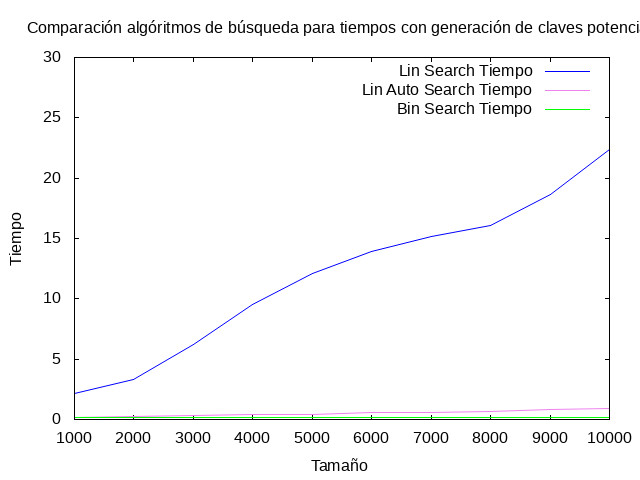 Comparación algóritmos de búsqueda para tiempos con generación de claves potenci
30
25
20
15
10
5
0
Tiempo
Lin Search Tiempo
Lin Auto Search Tiempo
Bin Search Tiempo
1000 2000 3000 4000 5000 6000 7000 8000 9000 10000
Tamaño